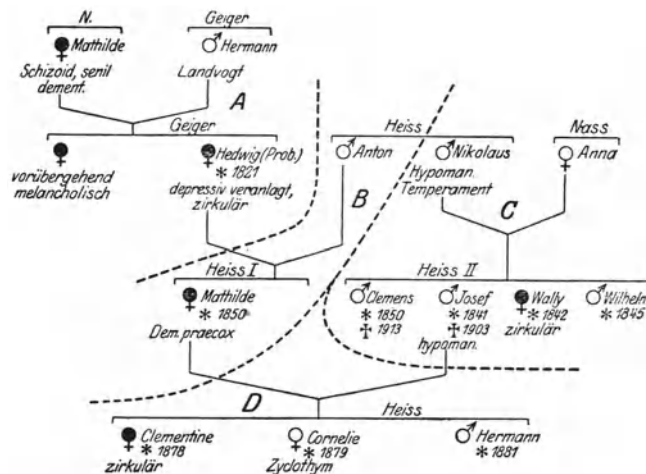 N.
Geiger
Mathilde
Hermann
Schizoid, senil
dement.
Landvogt
A
Geiger
Heiss
Nass
vorübergehend
melancholisch
Hedwig (Prob.)
* 1821
depressiv veranlagt,
zirkulär
Anton
Nikolaus
Hypoman.
Temperament
Anna
B
C
Heiss I
Heiss II
Mathilde
* 1850
Dem. praecox
Clemens
* 1850
✝ 1913
Josef
* 1841
✝ 1903
hypoman.
Wally
* 1842
zirkulär
Wilhelm
* 1845
D
Heiss
Clementine
* 1878
zirkulär
Cornelie
* 1879
Zyclothym
Hermann
* 1881